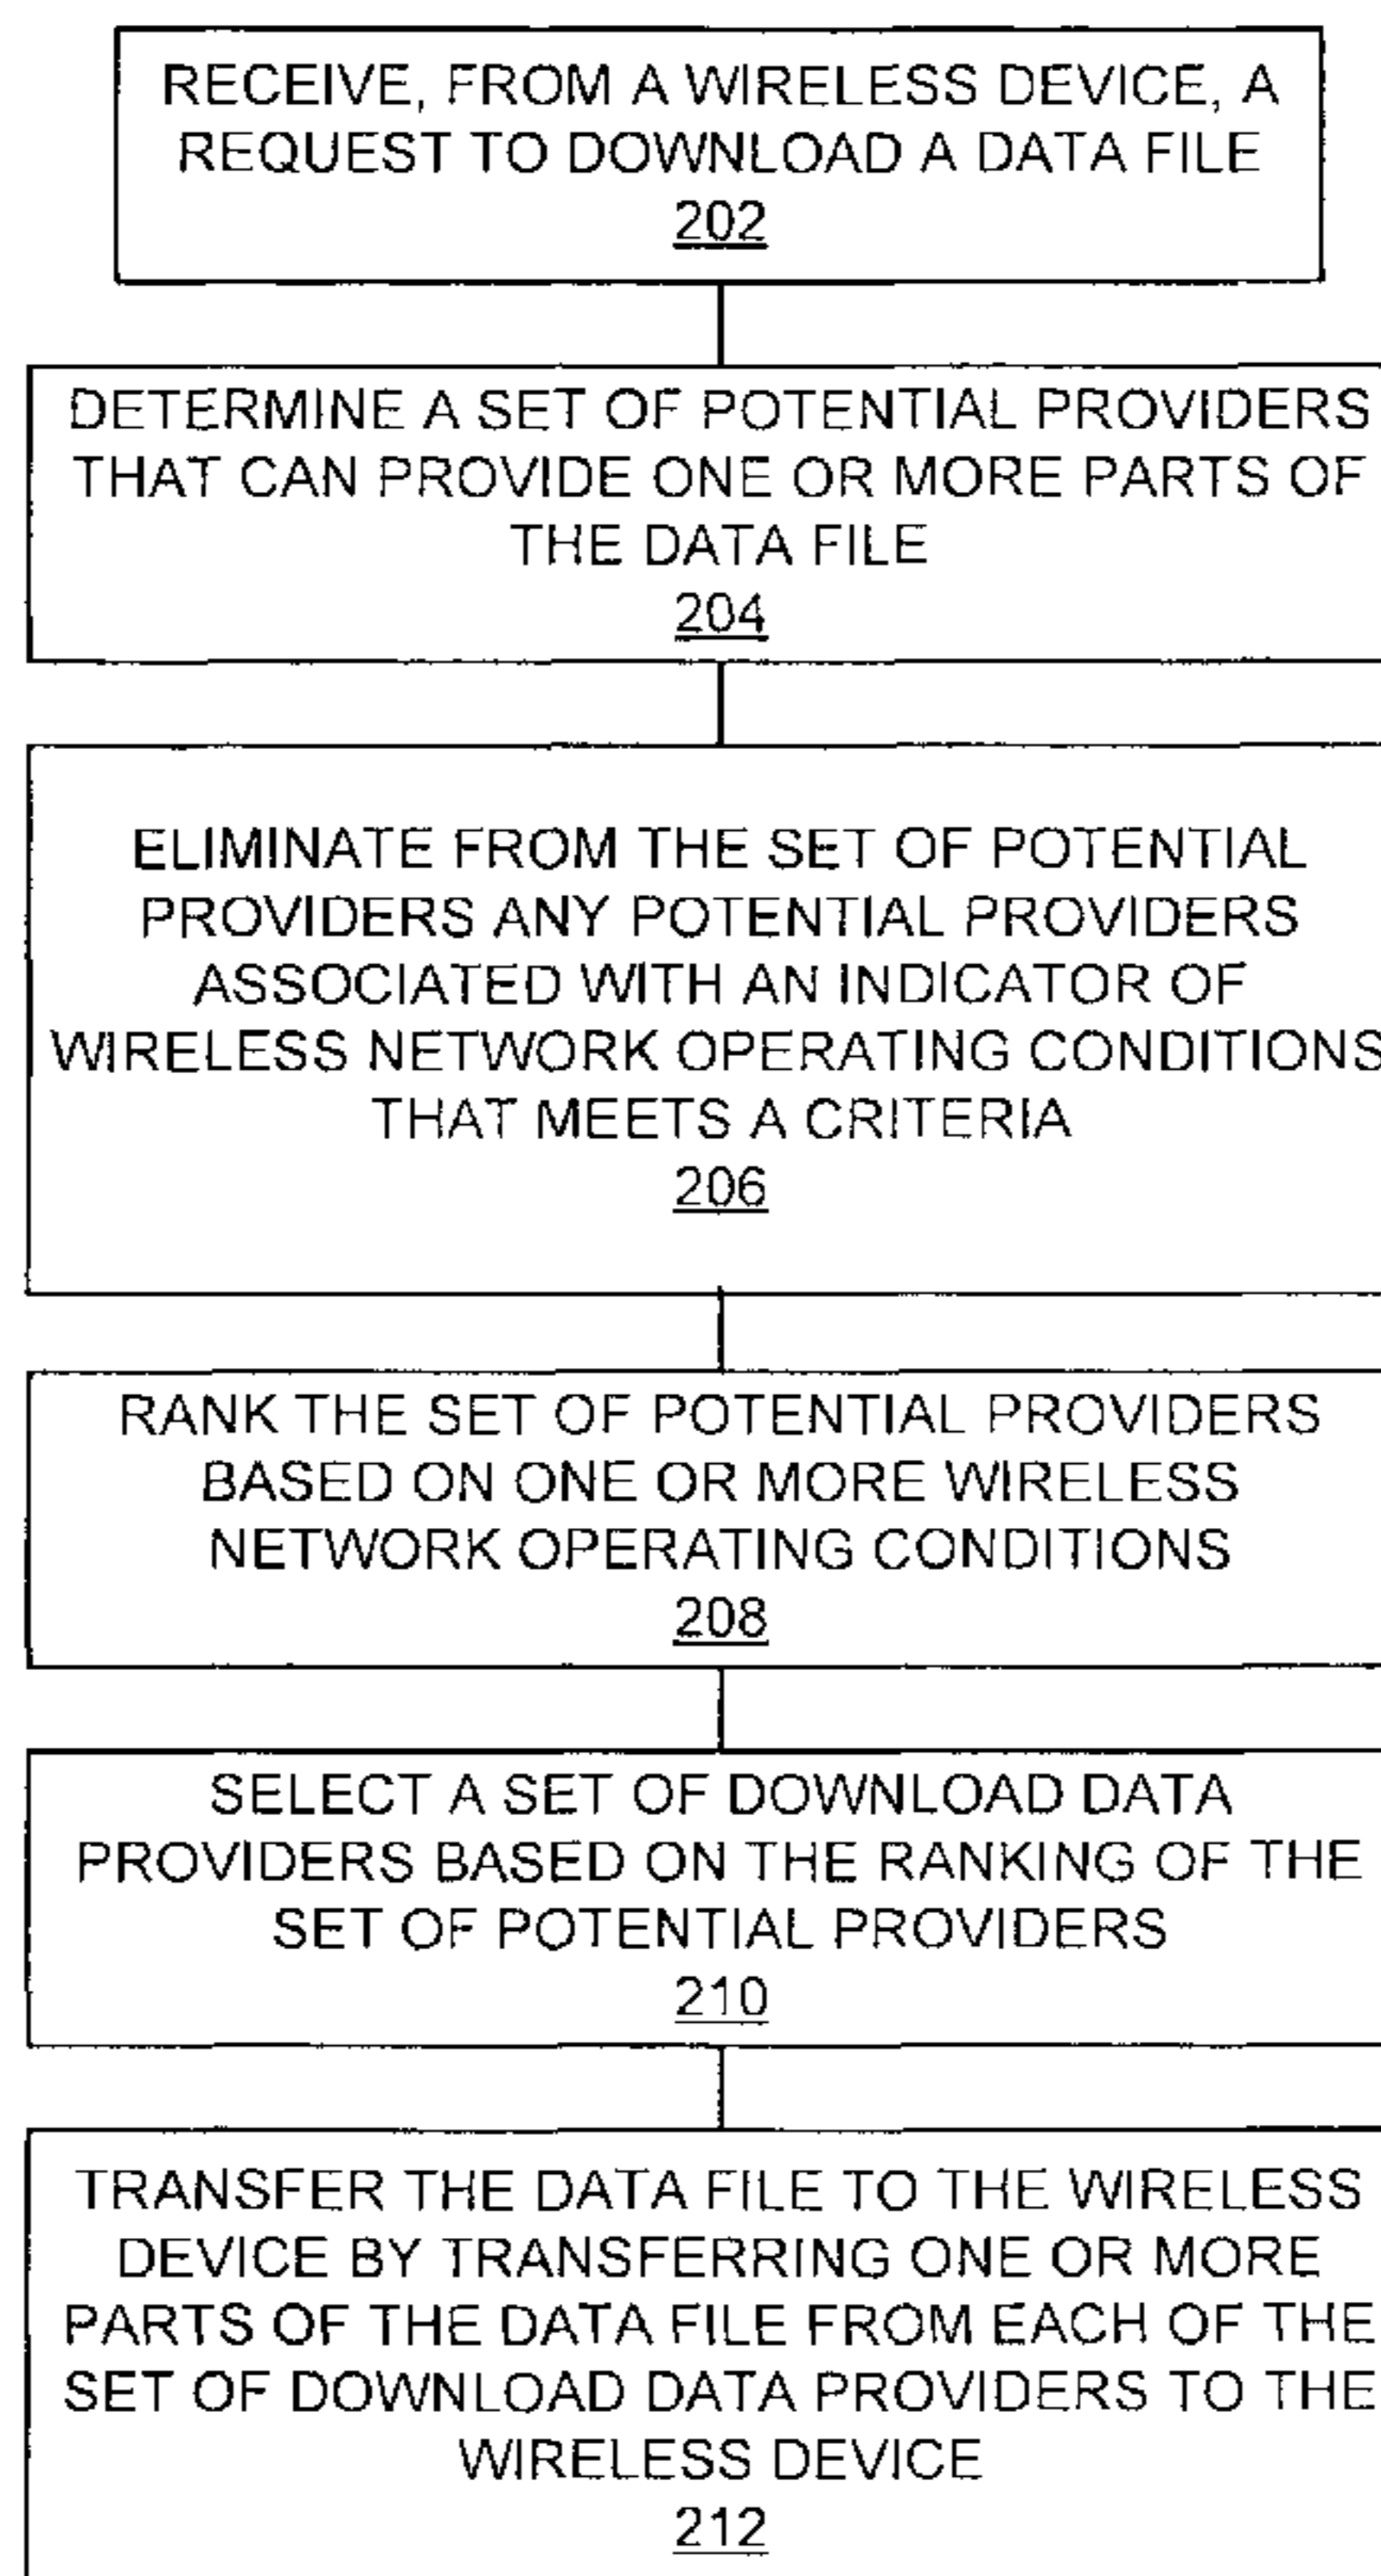 RECEIVE, FROM A WIRELESS DEVICE, A
REQUEST TO DOWNLOAD A DATA FILE
202
DETERMINE A SET OF POTENTIAL PROVIDERS
THAT CAN PROVIDE ONE OR MORE PARTS OF
THE DATA FILE
204
ELIMINATE FROM THE SET OF POTENTIAL
PROVIDERS ANY POTENTIAL PROVIDERS
ASSOCIATED WITH AN INDICATOR OF
WIRELESS NETWORK OPERATING CONDITIONS
THAT MEETS A CRITERIA
206
RANK THE SET OF POTENTIAL PROVIDERS
BASED ON ONE OR MORE WIRELESS
NETWORK OPERATING CONDITIONS
208
SELECT A SET OF DOWNLOAD DATA
PROVIDERS BASED ON THE RANKING OF THE
SET OF POTENTIAL PROVIDERS
210
TRANSFER THE DATA FILE TO THE WIRELESS
DEVICE BY TRANSFERRING ONE OR MORE
PARTS OF THE DATA FILE FROM EACH OF THE
SET OF DOWNLOAD DATA PROVIDERS TO THE
WIRELESS DEVICE
212